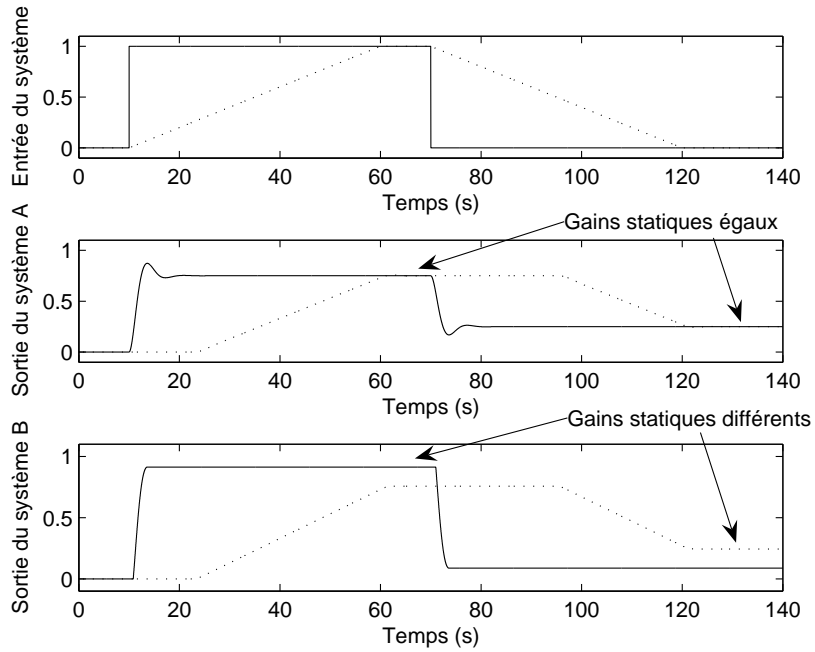 Entrée du système
1
0.5
0
0 20 40 60 80 100 120 140
Temps (s)
Gains statiques égaux
Sortie du système A
1
0.5
0
0 20 40 60 80 100 120 140
Temps (s)
Gains statiques différents
Sortie du système B
1
0.5
0
0 20 40 60 80 100 120 140
Temps (s)